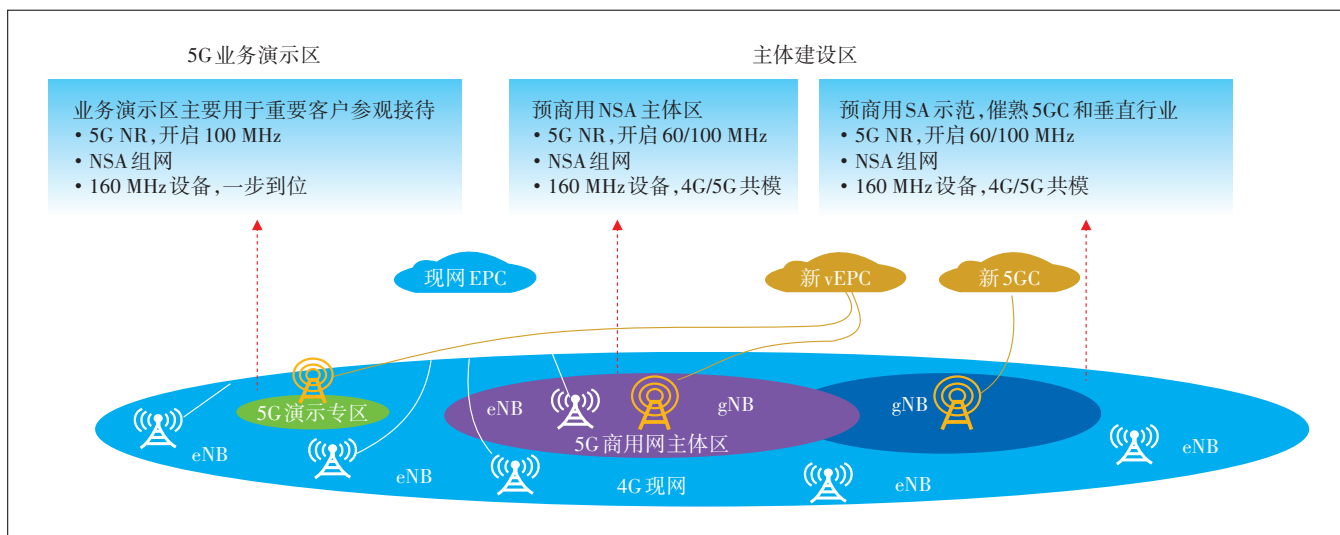 5G业务演示区
主体建设区
业务演示区主要用于重要客户参观接待
• 5G NR,开启 100 MHz
• NSA组网
• 160 MHz设备,一步到位
预商用NSA主体区
• 5G NR,开启 60/100 MHz
• NSA组网
• 160 MHz设备,4G/5G共模
预商用SA示范,催熟5GC和垂直行业
• 5G NR,开启 60/100 MHz
• NSA组网
• 160 MHz设备,4G/5G共模
现网EPC
新vEPC
新5GC
5G演示专区
eNB
gNB
gNB
5G商用网主体区
eNB
eNB
eNB
eNB
4G现网